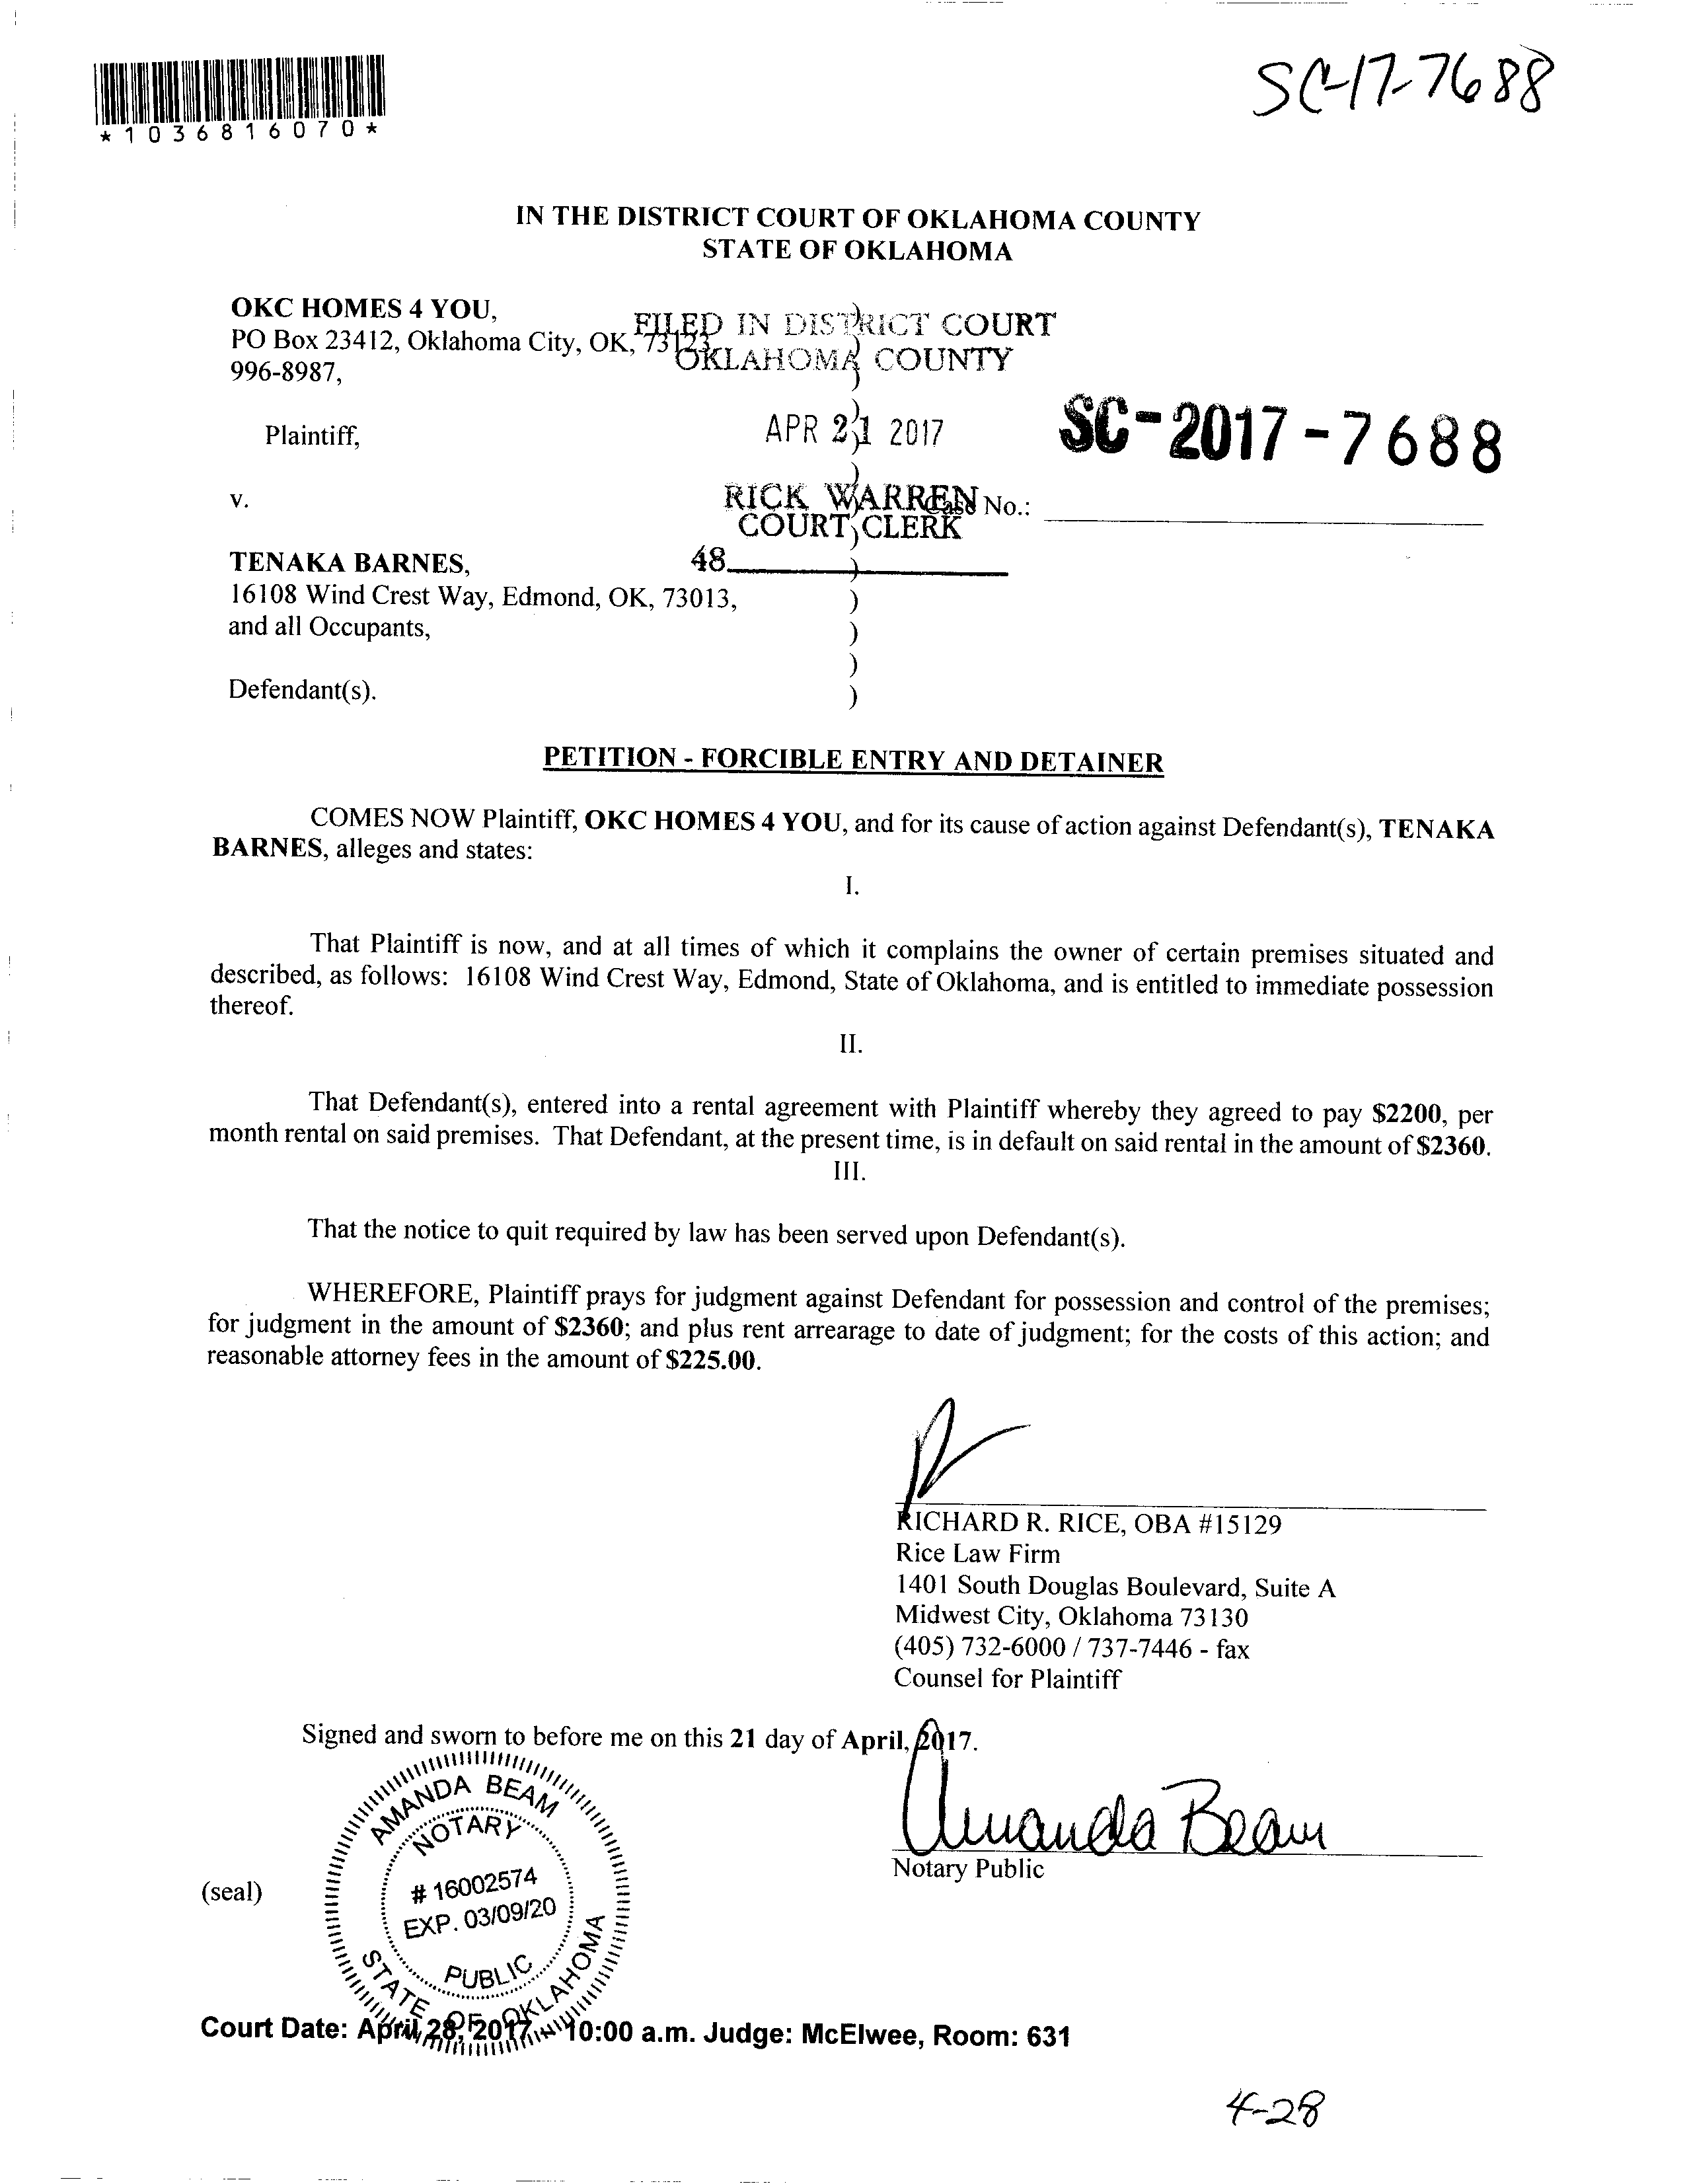 SC-17-7688
*1036816070*
IN THE DISTRICT COURT OF OKLAHOMA COUNTY
STATE OF OKLAHOMA
OKC HOMES 4 YOU,
PO Box 23412, Oklahoma City, OK, 73123
996-8987,
FILED IN DISTRICT COURT
OKLAHOMA COUNTY
Plaintiff,
APR 21 2017
SC-2017-7688
v.
RICK WARREN
COURT CLERK
Case No.:
48
TENAKA BARNES,
16108 Wind Crest Way, Edmond, OK, 73013,
and all Occupants,
Defendant(s).
)
)
)
)
)
)
)
)
)
)
PETITION - FORCIBLE ENTRY AND DETAINER
COMES NOW Plaintiff, OKC HOMES 4 YOU, and for its cause of action against Defendant(s), TENAKA
BARNES, alleges and states:
I.
That Plaintiff is now, and at all times of which it complains the owner of certain premises situated and
described, as follows: 16108 Wind Crest Way, Edmond, State of Oklahoma, and is entitled to immediate possession
thereof.
II.
That Defendant(s), entered into a rental agreement with Plaintiff whereby they agreed to pay $2200, per
month rental on said premises. That Defendant, at the present time, is in default on said rental in the amount of $2360.
III.
That the notice to quit required by law has been served upon Defendant(s).
WHEREFORE, Plaintiff prays for judgment against Defendant for possession and control of the premises;
for judgment in the amount of $2360; and plus rent arrearage to date of judgment; for the costs of this action; and
reasonable attorney fees in the amount of $225.00.
RICHARD R. RICE, OBA #15129
Rice Law Firm
1401 South Douglas Boulevard, Suite A
Midwest City, Oklahoma 73130
(405) 732-6000 / 737-7446 - fax
Counsel for Plaintiff
Signed and sworn to before me on this 21 day of April, 2017.
Amanda Beam
Notary Public
(seal)
AMANDA BEAM
NOTARY
# 16002574
EXP. 03/09/20
PUBLIC
STATE OF OKLAHOMA
Court Date: April 28, 2017 10:00 a.m. Judge: McElwee, Room: 631
4-28